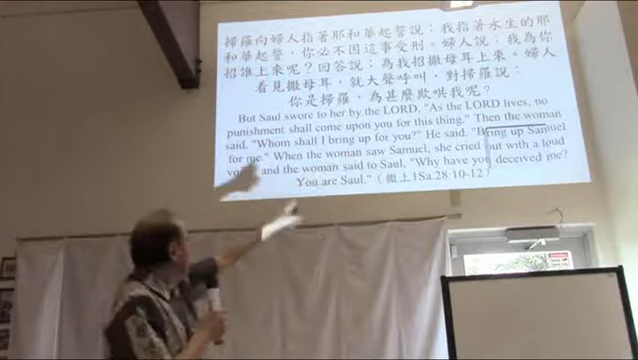 掃羅向婦人指著耶和華起誓説：我指著永生的耶
和華起誓，你必不因這事受刑。婦人説：我為你
招誰上來呢？回答説：為我招撒母耳上來。婦人
看見撒母耳，就大聲呼叫，對掃羅説：
你是掃羅，為甚麼欺哄我呢？
But Saul swore to her by the LORD, "As the LORD lives, no
punishment shall come upon you for this thing." Then the woman
said, "Whom shall I bring up for you?" He said, "Bring up Samuel
for me." When the woman saw Samuel, she cried out with a loud
and the woman said to Saul, "Why have you deceived me?
You are Saul." (撒上1Sa.28:10-12)